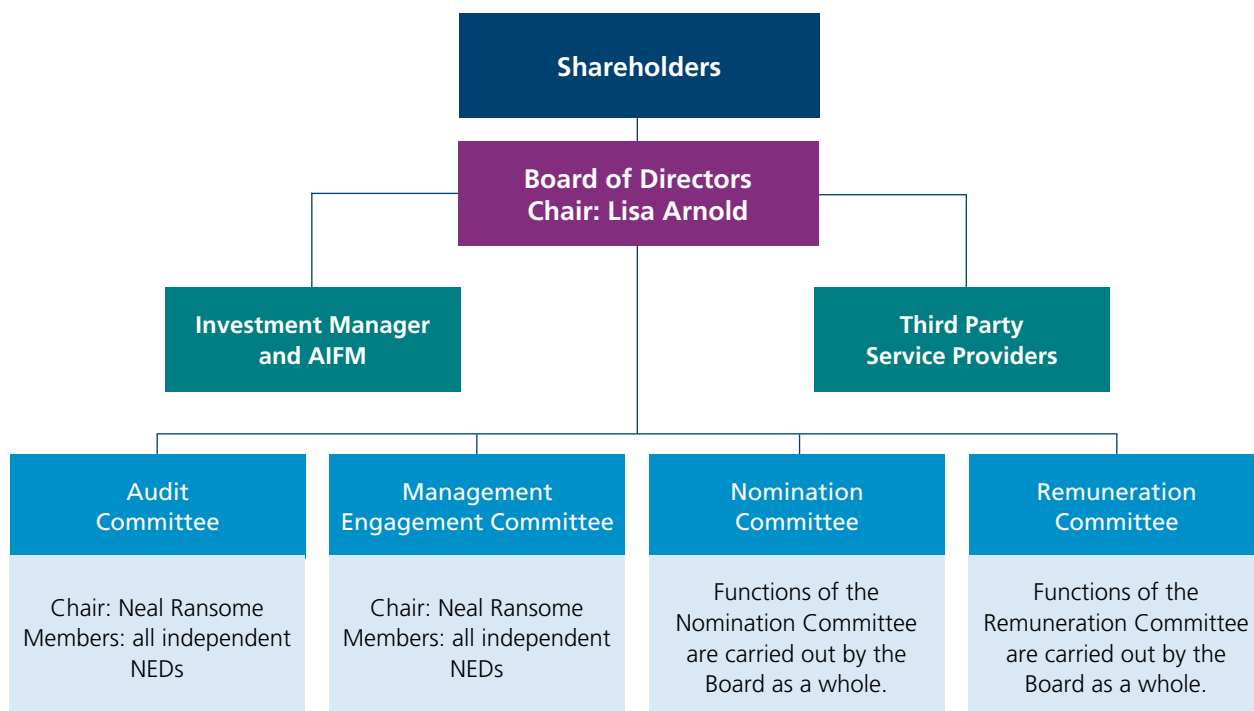 Shareholders
Board of Directors
Chair: Lisa Arnold
Investment Manager
and AIFM
Third Party
Service Providers
Audit
Committee
Chair: Neal Ransome
Members: all independent
NEDs
Management
Engagement Committee
Chair: Neal Ransome
Members: all independent
NEDs
Nomination
Committee
Functions of the
Nomination Committee
are carried out by the
Board as a whole.
Remuneration
Committee
Functions of the
Remuneration Committee
are carried out by the
Board as a whole.